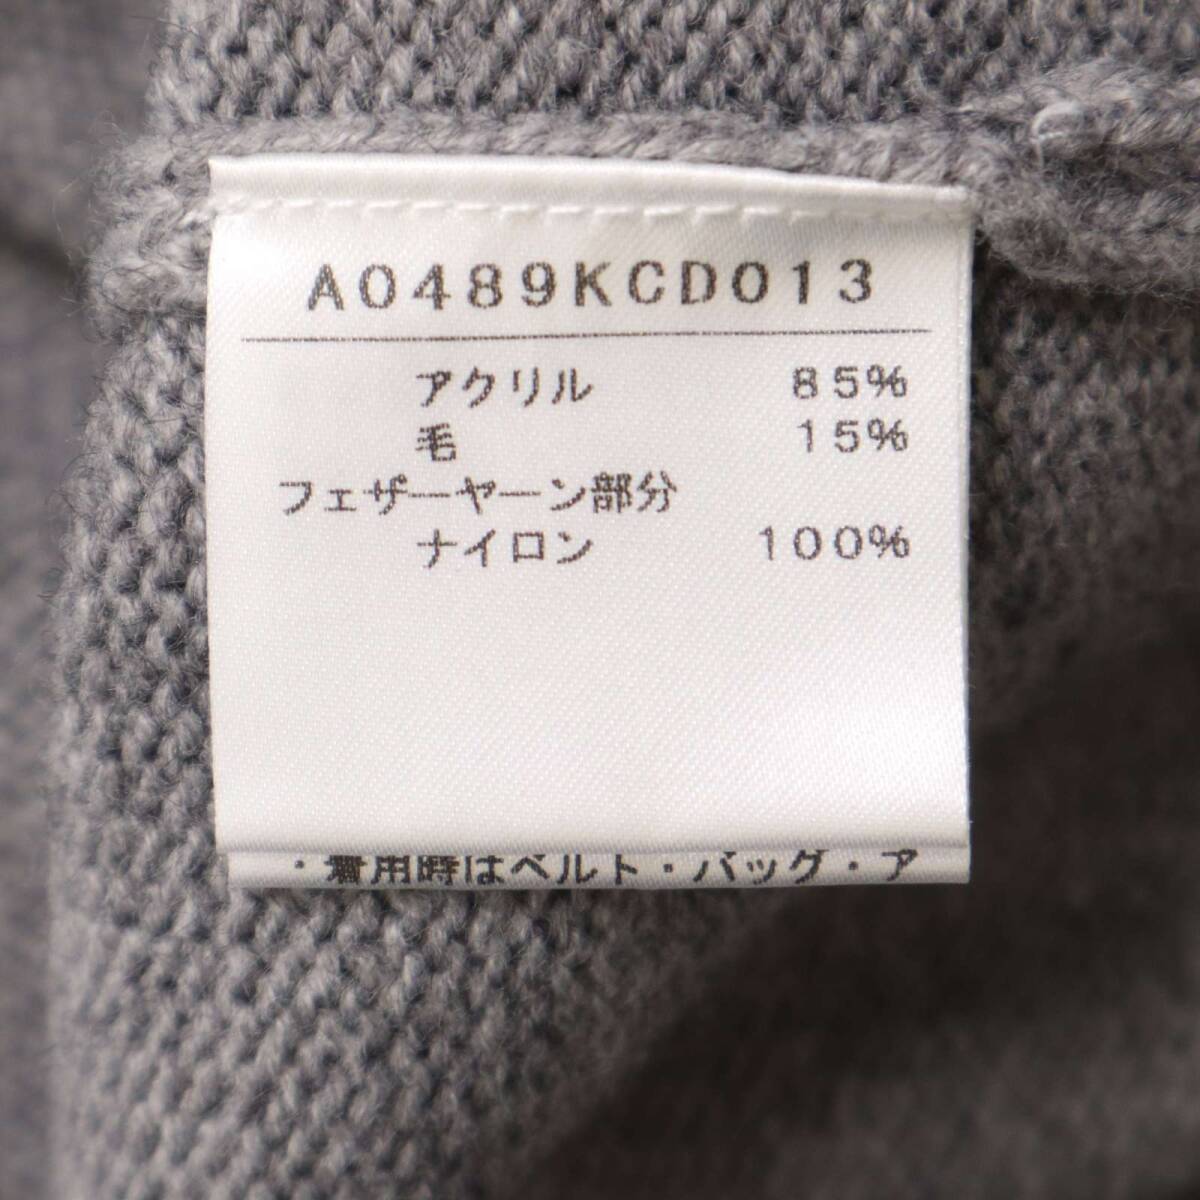 A0489KCD013
アクリル 85%
毛 15%
フェザーヤーン部分
ナイロン 100%
・着用時はベルト・バッグ・ア